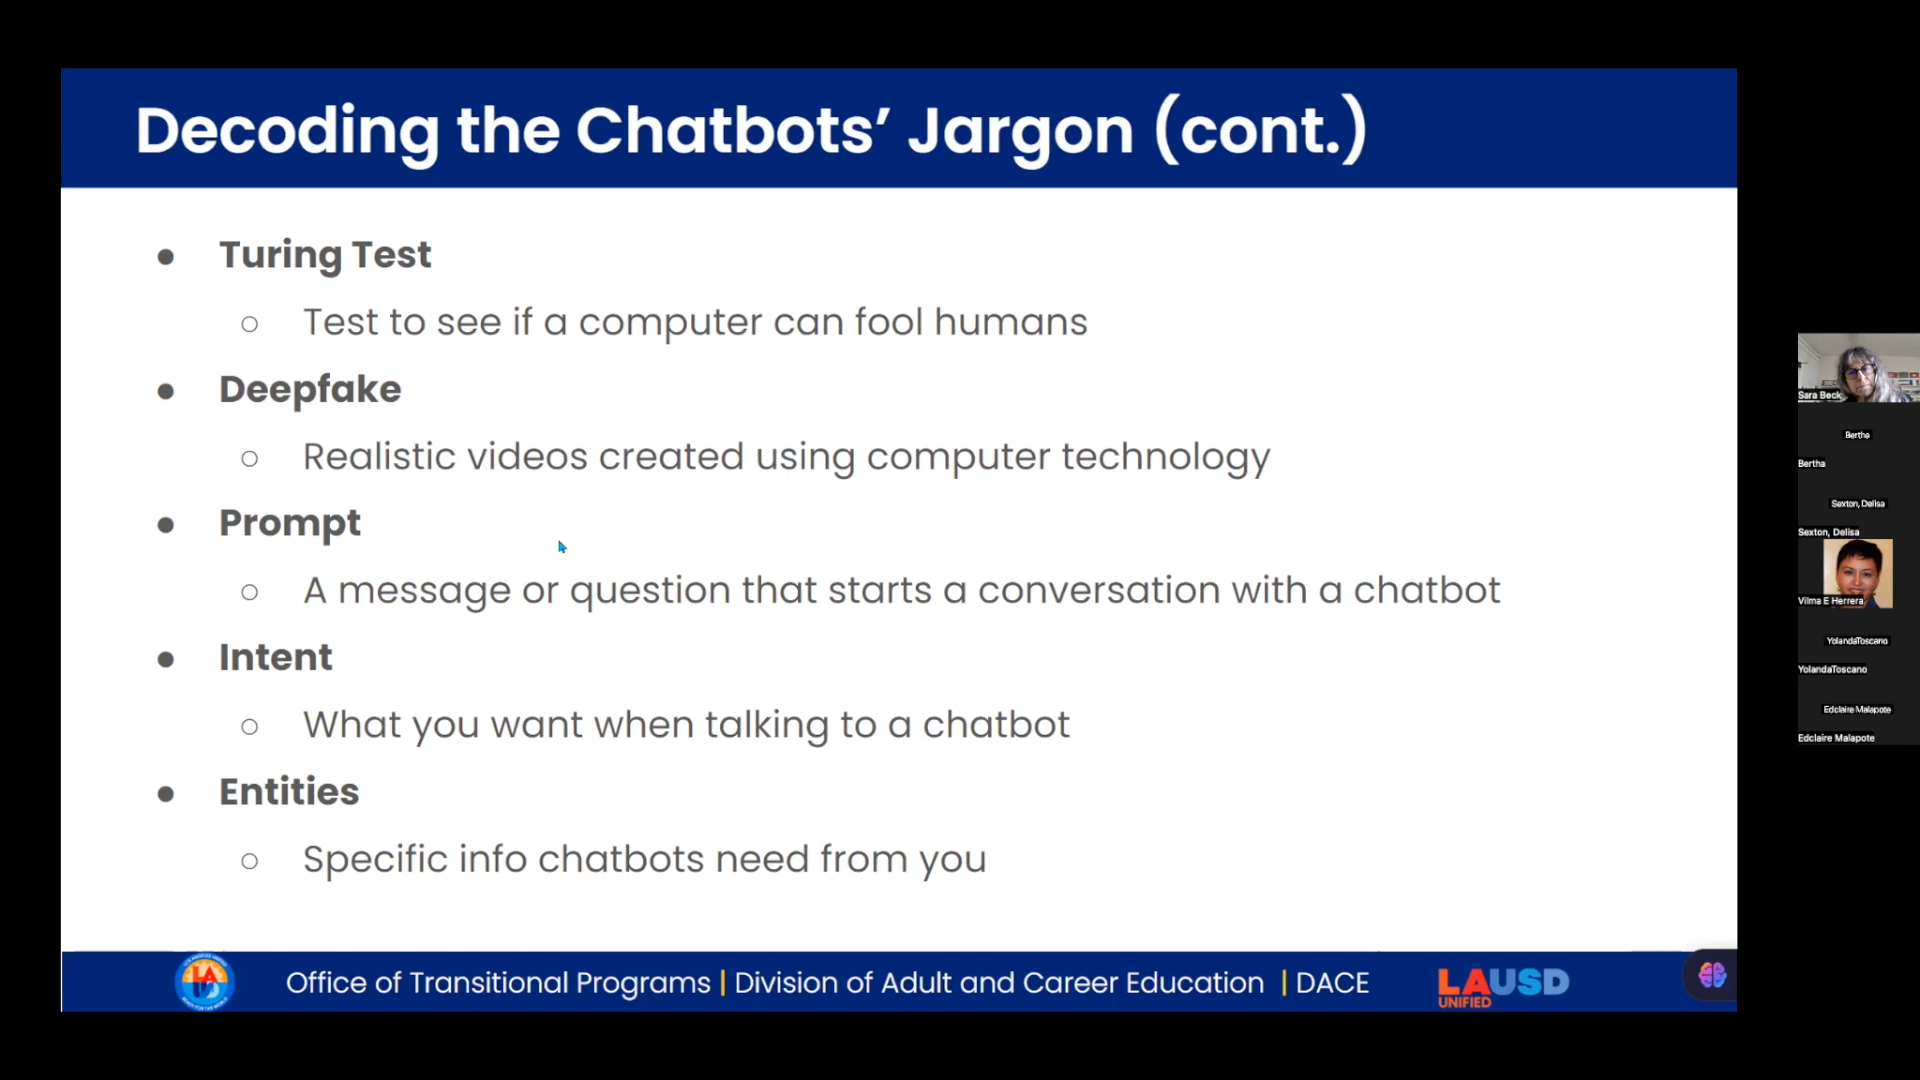 Decoding the Chatbots’ Jargon (cont.)
● Turing Test
○ Test to see if a computer can fool humans
● Deepfake
○ Realistic videos created using computer technology
● Prompt
○ A message or question that starts a conversation with a chatbot
● Intent
○ What you want when talking to a chatbot
● Entities
○ Specific info chatbots need from you
Office of Transitional Programs | Division of Adult and Career Education | DACE
LAUSD
UNIFIED
Sara Beck
Bertha
Bertha
Sexton, Delisa
Sexton, Delisa
Vilma E Herrera
YolandaToscano
YolandaToscano
Edclaire Malapote
Edclaire Malapote